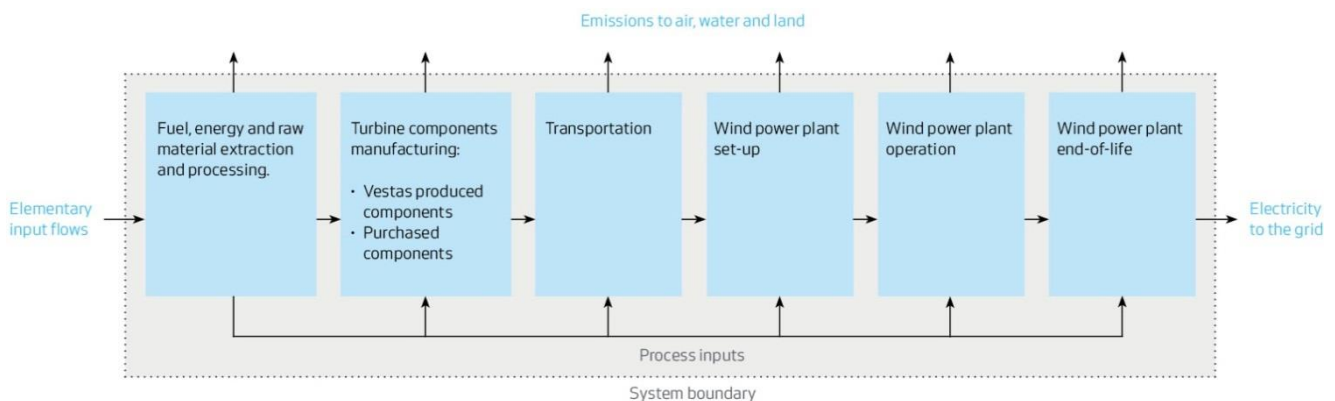 Emissions to air, water and land
Elementary
input flows
Fuel, energy and raw
material extraction
and processing.
Turbine components
manufacturing:
• Vestas produced
components
• Purchased
components
Transportation
Wind power plant
set-up
Wind power plant
operation
Wind power plant
end-of-life
Electricity
to the grid
Process inputs
System boundary